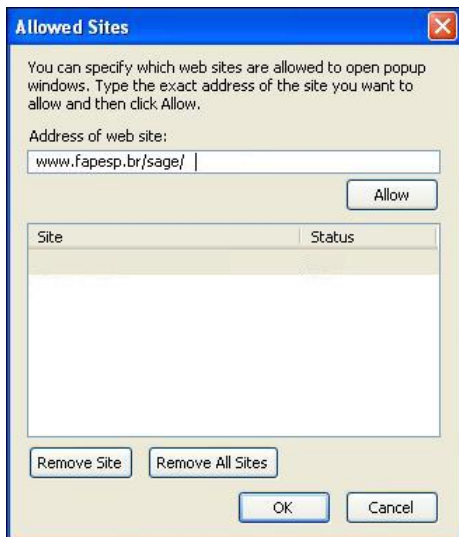 Allowed Sites
You can specify which web sites are allowed to open popup
windows. Type the exact address of the site you want to
allow and then click Allow.
Address of web site:
www.fapesp.br/sage/
Allow
Site Status
Remove Site Remove All Sites
OK Cancel